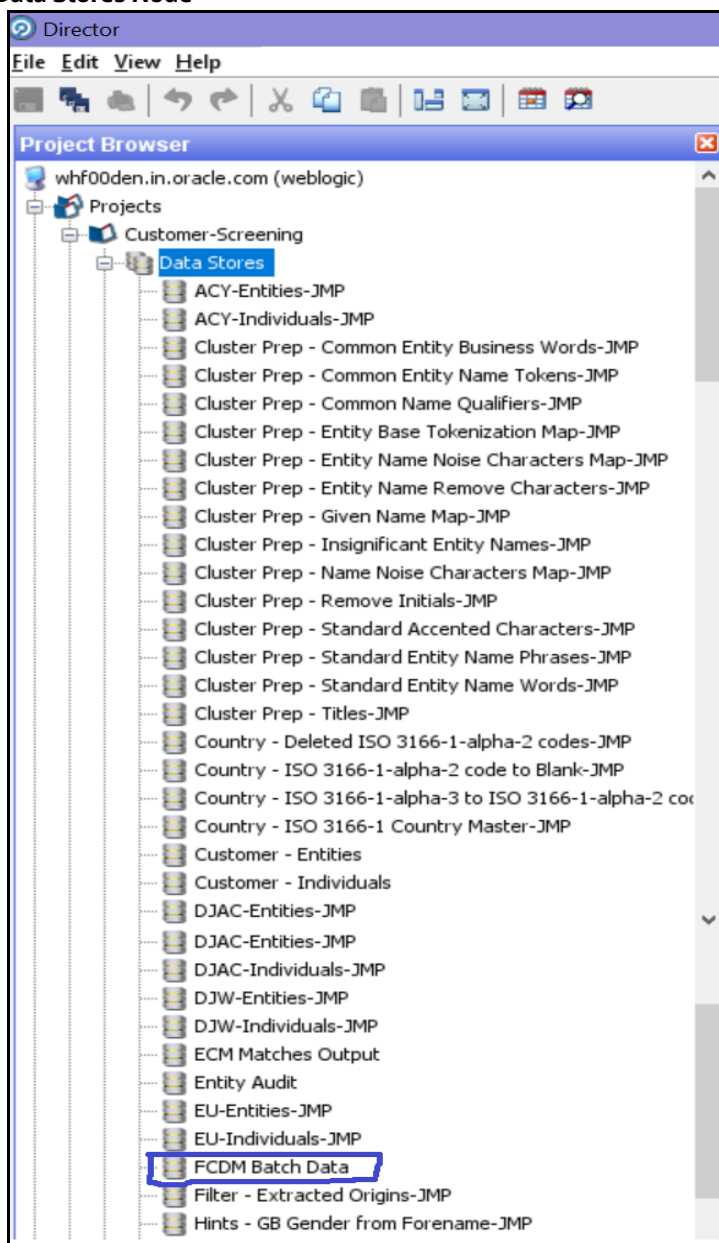 Data Stores Node
Director
File Edit View Help
Project Browser
whf00den.in.oracle.com (weblogic)
Projects
Customer-Screening
Data Stores
ACY-Entities-JMP
ACY-Individuals-JMP
Cluster Prep - Common Entity Business Words-JMP
Cluster Prep - Common Entity Name Tokens-JMP
Cluster Prep - Common Name Qualifiers-JMP
Cluster Prep - Entity Base Tokenization Map-JMP
Cluster Prep - Entity Name Noise Characters Map-JMP
Cluster Prep - Entity Name Remove Characters-JMP
Cluster Prep - Given Name Map-JMP
Cluster Prep - Insignificant Entity Names-JMP
Cluster Prep - Name Noise Characters Map-JMP
Cluster Prep - Remove Initials-JMP
Cluster Prep - Standard Accented Characters-JMP
Cluster Prep - Standard Entity Name Phrases-JMP
Cluster Prep - Standard Entity Name Words-JMP
Cluster Prep - Titles-JMP
Country - Deleted ISO 3166-1-alpha-2 codes-JMP
Country - ISO 3166-1-alpha-2 code to Blank-JMP
Country - ISO 3166-1-alpha-3 to ISO 3166-1-alpha-2 co
Country - ISO 3166-1 Country Master-JMP
Customer - Entities
Customer - Individuals
DJAC-Entities-JMP
DJAC-Entities-JMP
DJAC-Individuals-JMP
DJW-Entities-JMP
DJW-Individuals-JMP
ECM Matches Output
Entity Audit
EU-Entities-JMP
EU-Individuals-JMP
FCDM Batch Data
Filter - Extracted Origins-JMP
Hints - GB Gender from Forename-JMP